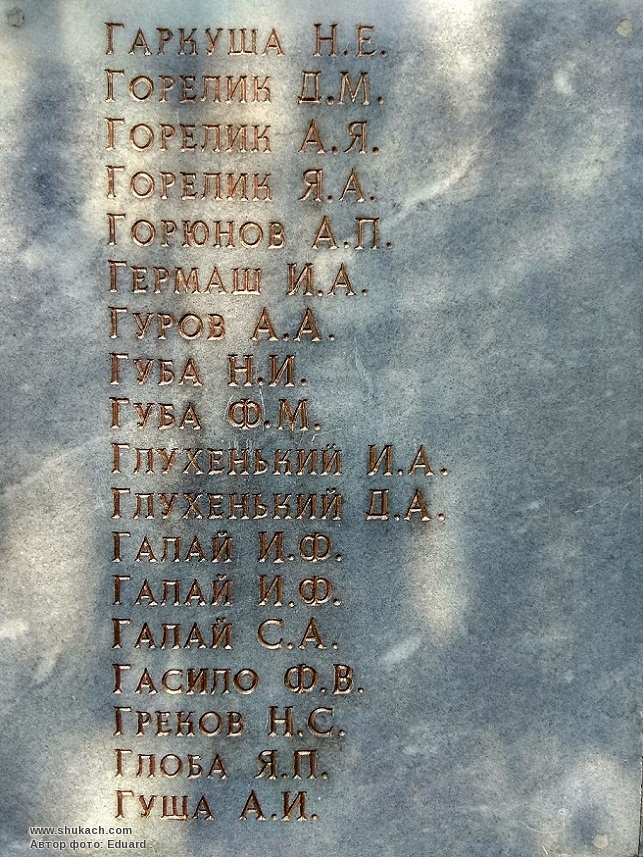 ГАРКУША Н.Е.
ГОРЕЛИК Д.М.
ГОРЕЛИК А.Я.
ГОРЕЛИК Я.А.
ГОРЮНОВ А.П.
ГЕРМАШ И.А.
ГУРОВ А.А.
ГУБА Н.И.
ГУБА Ф.М.
ГЛУХЕНЬКИЙ И.А.
ГЛУХЕНЬКИЙ Д.А.
ГАЛАЙ И.Ф.
ГАЛАЙ И.Ф.
ГАЛАЙ С.А.
ГАСИЛО Ф.В.
ГРЕКОВ Н.С.
ГЛОБА Я.П.
ГУЩА А.И.
www.shukach.com
Автор фото: Eduard.